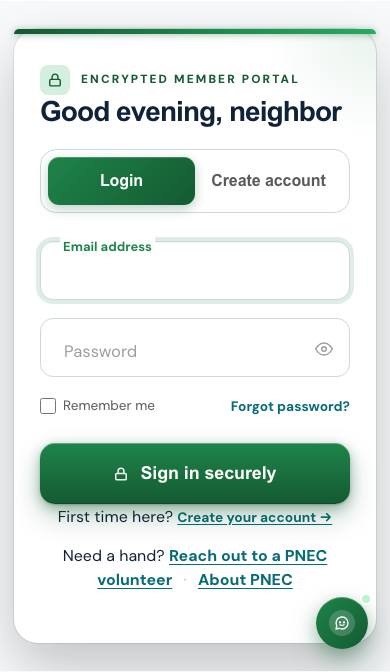 ENCRYPTED MEMBER PORTAL
Good evening, neighbor
Login Create account
Email address
Password
Remember me Forgot password?
Sign in securely
First time here? Create your account →
Need a hand? Reach out to a PNEC
volunteer · About PNEC